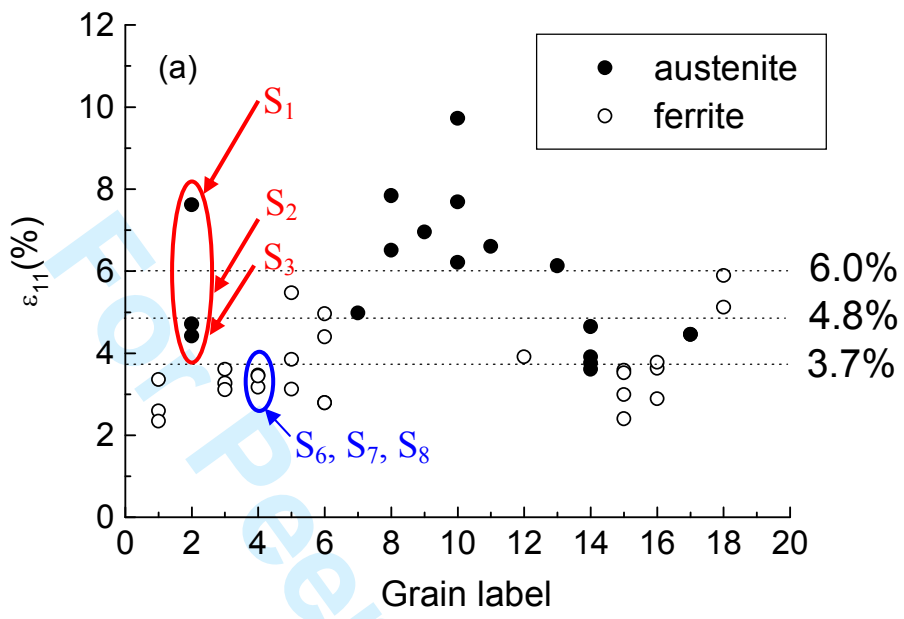 12
10
8
6
4
2
0
ε11(%)
(a)
S1
S2
S3
S6, S7, S8
austenite
ferrite
6.0%
4.8%
3.7%
0 2 4 6 8 10 12 14 16 18 20
Grain label
For Peer